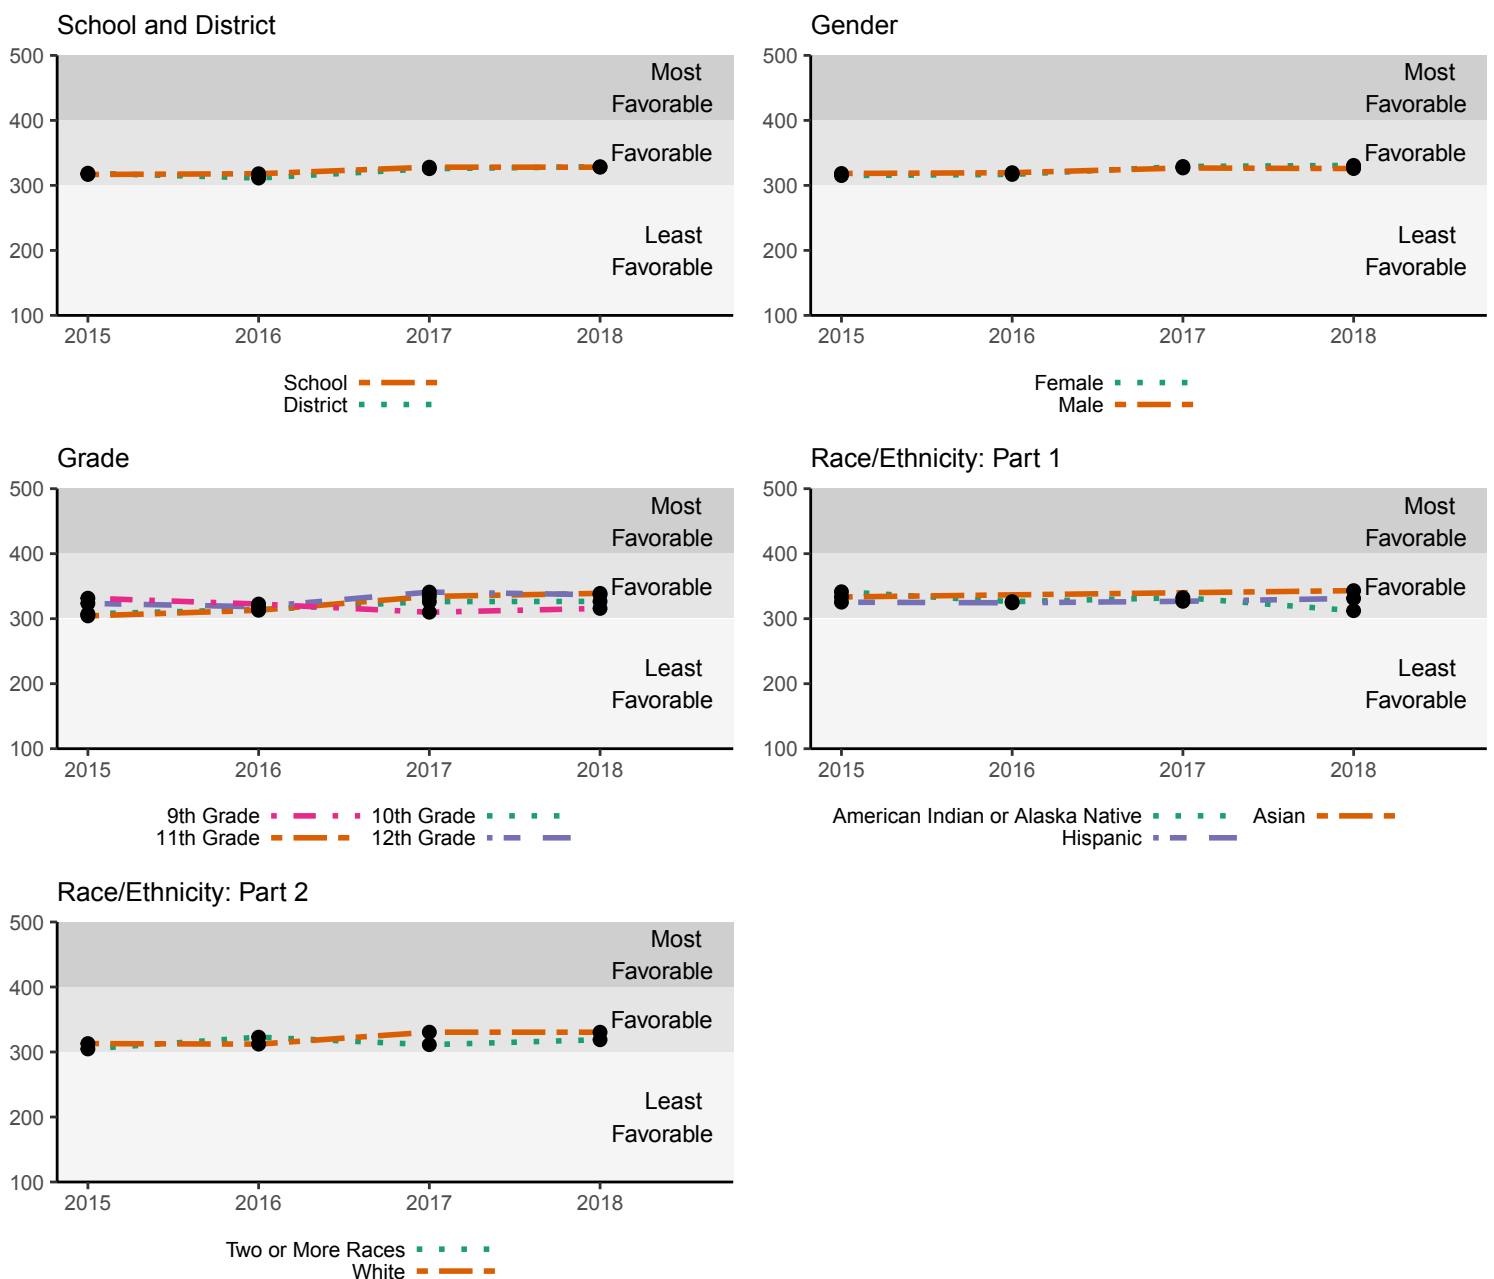 School and District
500
400
300
200
100
Most
Favorable
Favorable
Least
Favorable
2015 2016 2017 2018
School
District
Gender
500
400
300
200
100
Most
Favorable
Favorable
Least
Favorable
2015 2016 2017 2018
Female
Male
Grade
500
400
300
200
100
Most
Favorable
Favorable
Least
Favorable
2015 2016 2017 2018
9th Grade 10th Grade
11th Grade 12th Grade
Race/Ethnicity: Part 1
500
400
300
200
100
Most
Favorable
Favorable
Least
Favorable
2015 2016 2017 2018
American Indian or Alaska Native Asian
Hispanic
Race/Ethnicity: Part 2
500
400
300
200
100
Most
Favorable
Favorable
Least
Favorable
2015 2016 2017 2018
Two or More Races
White